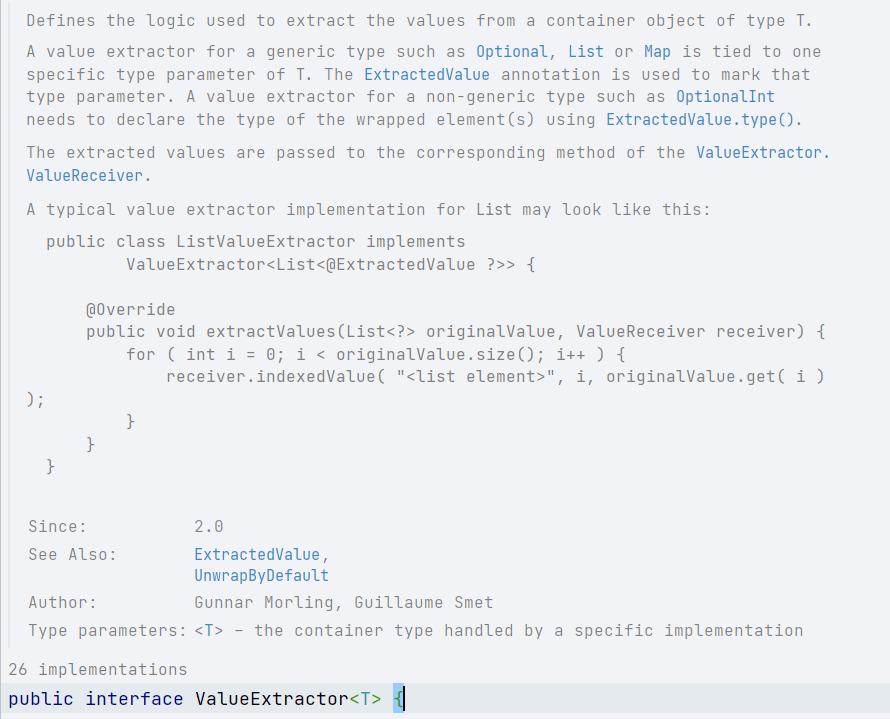 Defines the logic used to extract the values from a container object of type T.
A value extractor for a generic type such as Optional, List or Map is tied to one
specific type parameter of T. The ExtractedValue annotation is used to mark that
type parameter. A value extractor for a non-generic type such as OptionalInt
needs to declare the type of the wrapped element(s) using ExtractedValue.type().
The extracted values are passed to the corresponding method of the ValueExtractor.
ValueReceiver.
A typical value extractor implementation for List may look like this:
public class ListValueExtractor implements
ValueExtractor<List<@ExtractedValue ?>> {
@Override
public void extractValues(List<?> originalValue, ValueReceiver receiver) {
for ( int i = 0; i < originalValue.size(); i++ ) {
receiver.indexedValue( "<list element>", i, originalValue.get( i )
);
}
}
}
Since: 2.0
See Also: ExtractedValue,
UnwrapByDefault
Author: Gunnar Morling, Guillaume Smet
Type parameters: <T> – the container type handled by a specific implementation
26 implementations
public interface ValueExtractor<T> {